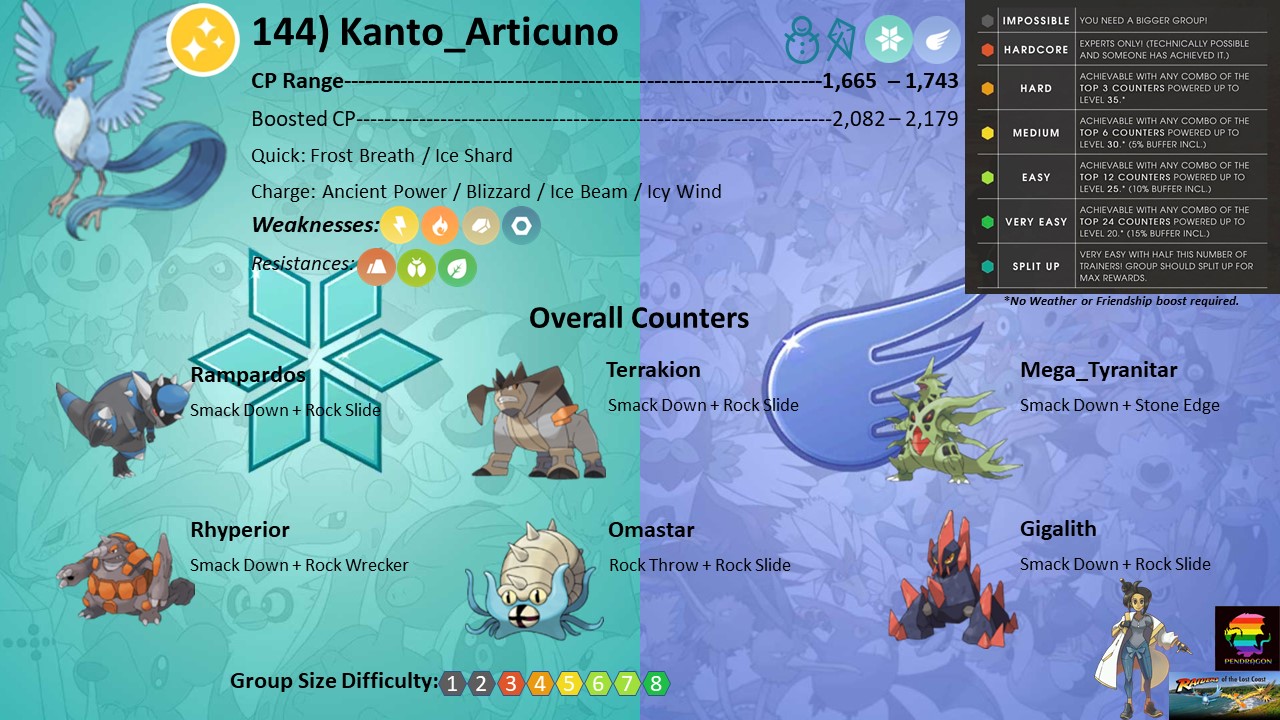 144) Kanto_Articuno
CP Range--------------------------------------------------------------------1,665 – 1,743
Boosted CP--------------------------------------------------------------------2,082 – 2,179
Quick: Frost Breath / Ice Shard
Charge: Ancient Power / Blizzard / Ice Beam / Icy Wind
Weaknesses:
Resistances:
IMPOSSIBLE YOU NEED A BIGGER GROUP!
HARDCORE EXPERTS ONLY! (TECHNICALLY POSSIBLE
AND SOMEONE HAS ACHIEVED IT.)
HARD ACHIEVABLE WITH ANY COMBO OF THE
TOP 3 COUNTERS POWERED UP TO
LEVEL 35.*
MEDIUM ACHIEVABLE WITH ANY COMBO OF THE
TOP 6 COUNTERS POWERED UP TO
LEVEL 30.* (5% BUFFER INCL.)
EASY ACHIEVABLE WITH ANY COMBO OF THE
TOP 12 COUNTERS POWERED UP TO
LEVEL 25.* (10% BUFFER INCL.)
VERY EASY ACHIEVABLE WITH ANY COMBO OF THE
TOP 24 COUNTERS POWERED UP TO
LEVEL 20.* (15% BUFFER INCL.)
SPLIT UP VERY EASY WITH HALF THIS NUMBER OF
TRAINERS! GROUP SHOULD SPLIT UP FOR
MAX REWARDS.
*No Weather or Friendship boost required.
Overall Counters
Rampardos
Smack Down + Rock Slide
Terrakion
Smack Down + Rock Slide
Mega_Tyranitar
Smack Down + Stone Edge
Rhyperior
Smack Down + Rock Wrecker
Omastar
Rock Throw + Rock Slide
Gigalith
Smack Down + Rock Slide
Group Size Difficulty: 1 2 3 4 5 6 7 8
PENDRAGON
RAIDERS of the Lost Coast